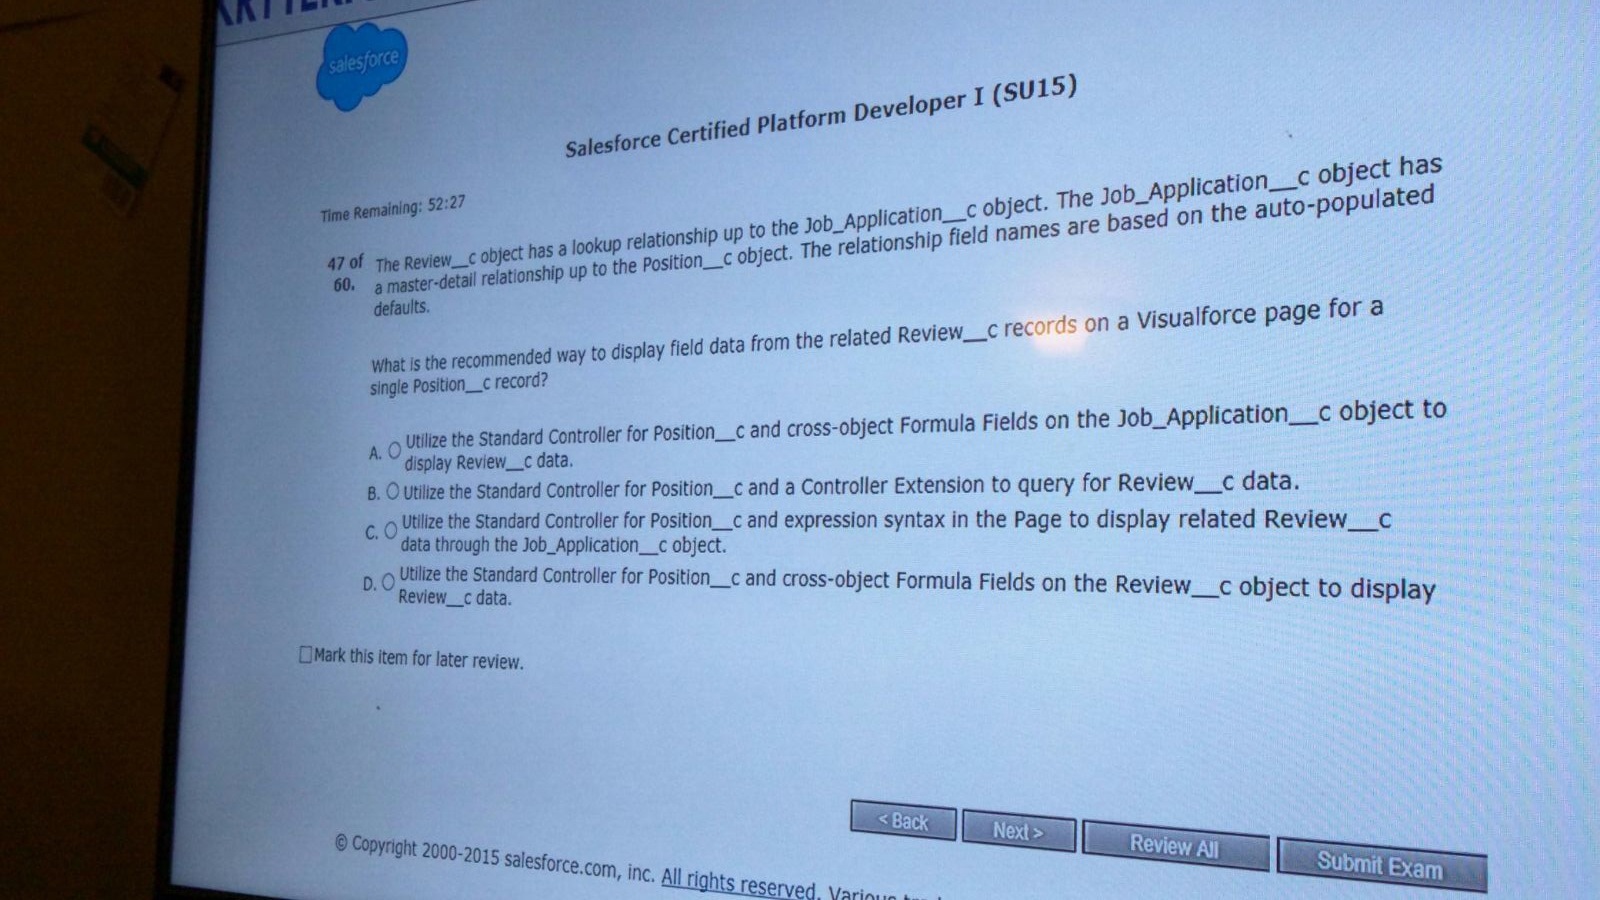 salesforce
Salesforce Certified Platform Developer I (SU15)
Time Remaining: 52:27
47 of 60.
The Review__c object has a lookup relationship up to the Job_Application__c object. The Job_Application__c object has
a master-detail relationship up to the Position__c object. The relationship field names are based on the auto-populated
defaults.
What is the recommended way to display field data from the related Review__c records on a Visualforce page for a
single Position__c record?
A. Utilize the Standard Controller for Position__c and cross-object Formula Fields on the Job_Application__c object to
display Review__c data.
B. Utilize the Standard Controller for Position__c and a Controller Extension to query for Review__c data.
C. Utilize the Standard Controller for Position__c and expression syntax in the Page to display related Review__c
data through the Job_Application__c object.
D. Utilize the Standard Controller for Position__c and cross-object Formula Fields on the Review__c object to display
Review__c data.
Mark this item for later review.
< Back
Next >
Review All
Submit Exam
© Copyright 2000-2015 salesforce.com, inc. All rights reserved. Various